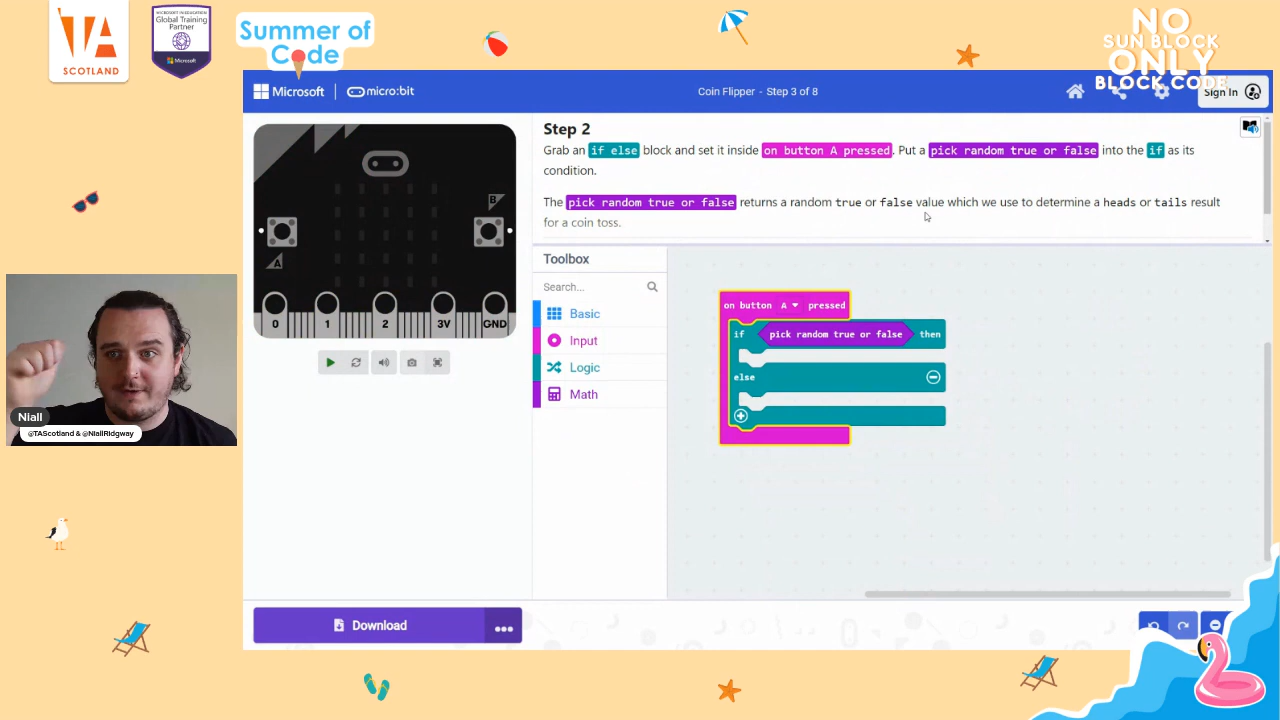 TA
SCOTLAND
MICROSOFT IN EDUCATION
Global Training
Partner
Microsoft
Summer of
Code
NO
SUN BLOCK
ONLY
BLOCK CODE
Microsoft
micro:bit
Coin Flipper - Step 3 of 8
Sign In
Step 2
Grab an if else block and set it inside on button A pressed. Put a pick random true or false into the if as its
condition.
The pick random true or false returns a random true or false value which we use to determine a heads or tails result
for a coin toss.
B
A
0 1 2 3V GND
Toolbox
Search...
Basic
Input
Logic
Math
on button A pressed
if pick random true or false then
else
Niall
@TAScotland & @NiallRidgway
Download